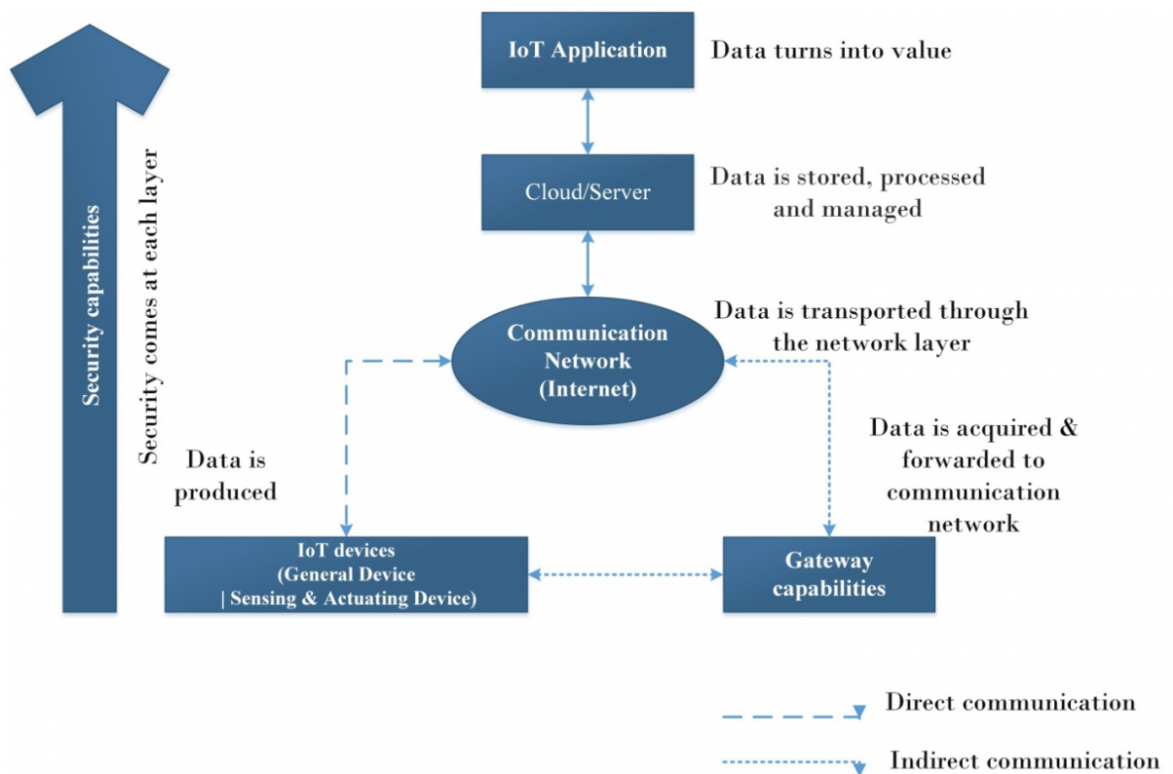 IoT Application
Data turns into value
Cloud/Server
Data is stored, processed
and managed
Communication
Network
(Internet)
Data is transported through
the network layer
Security capabilities
Security comes at each layer
Data is
produced
Data is acquired &
forwarded to
communication
network
IoT devices
(General Device
| Sensing & Actuating Device)
Gateway
capabilities
Direct communication
Indirect communication